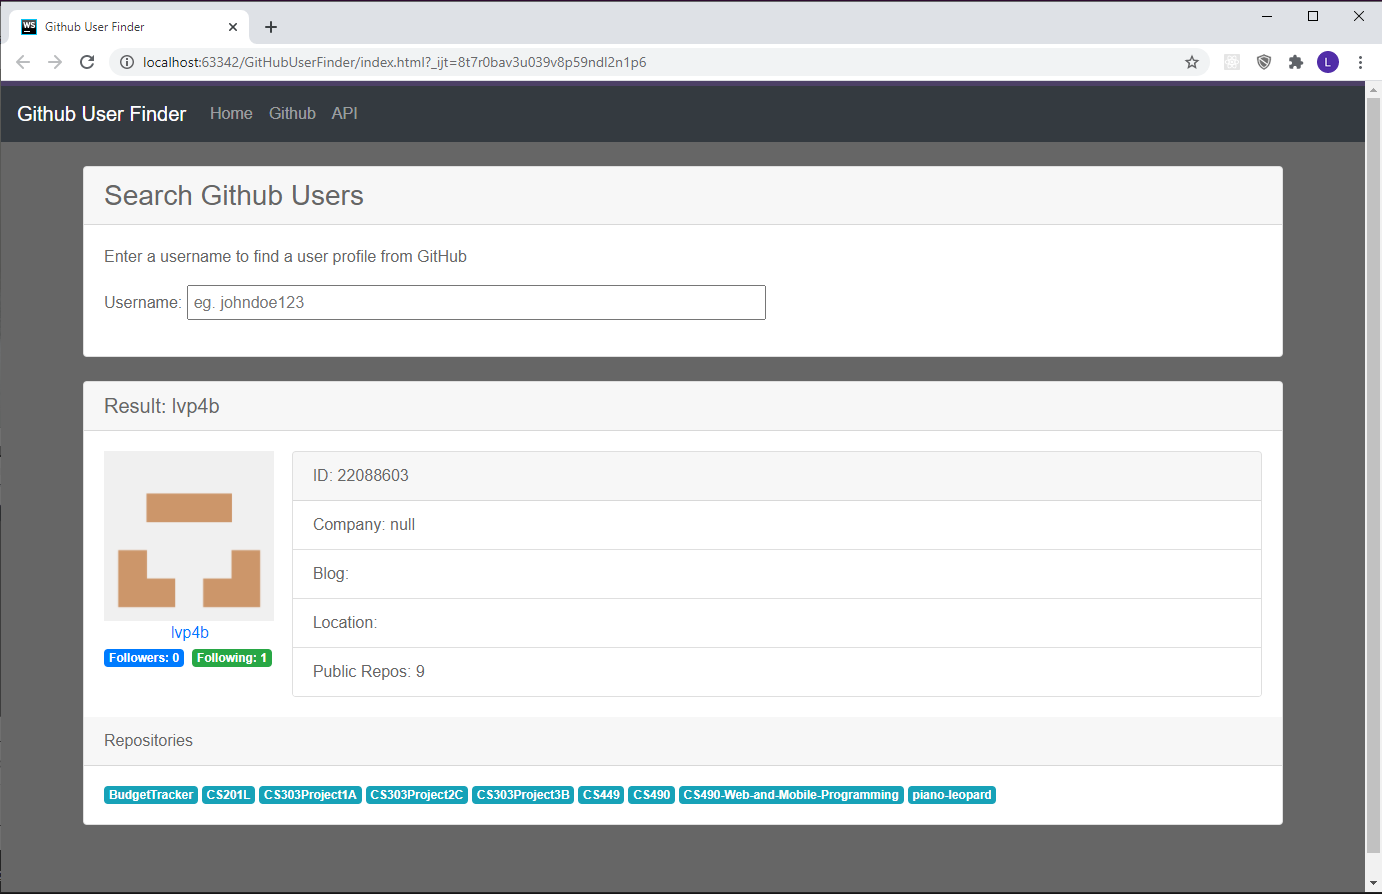 WS Github User Finder
localhost:63342/GitHubUserFinder/index.html?_ijt=8t7r0bav3u039v8p59ndl2n1p6
L
Github User Finder Home Github API
Search Github Users
Enter a username to find a user profile from GitHub
Username: eg. johndoe123
Result: lvp4b
ID: 22088603
Company: null
Blog:
Location:
Public Repos: 9
lvp4b
Followers: 0 Following: 1
Repositories
BudgetTracker CS201L CS303Project1A CS303Project2C CS303Project3B CS449 CS490 CS490-Web-and-Mobile-Programming piano-leopard